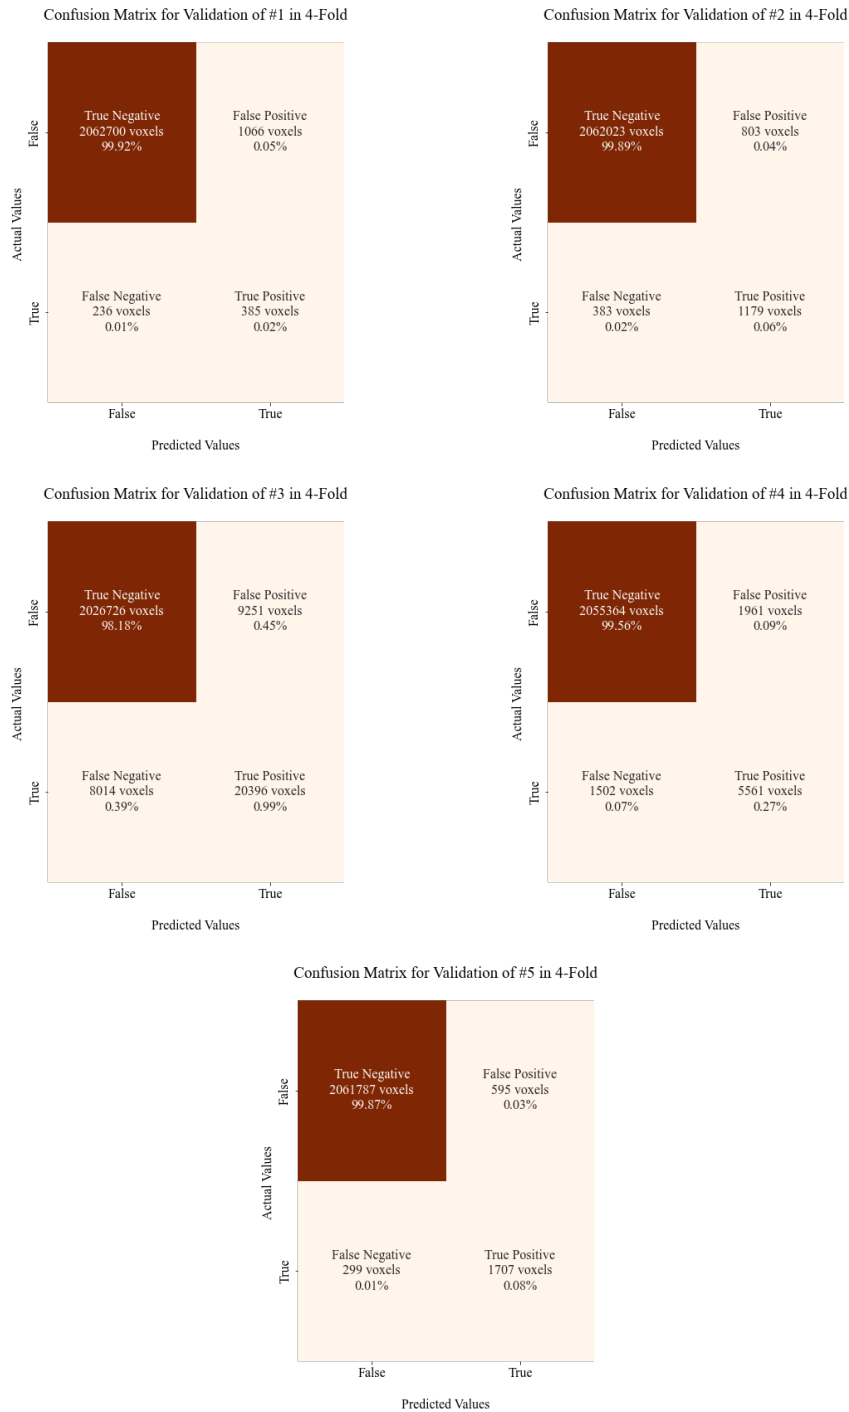 Confusion Matrix for Validation of #1 in 4-Fold
True Negative
2062700 voxels
99.92%
False Positive
1066 voxels
0.05%
False
Actual Values
False Negative
236 voxels
0.01%
True Positive
385 voxels
0.02%
True
False
True
Predicted Values
Confusion Matrix for Validation of #2 in 4-Fold
True Negative
2062023 voxels
99.89%
False Positive
803 voxels
0.04%
False
Actual Values
False Negative
383 voxels
0.02%
True Positive
1179 voxels
0.06%
True
False
True
Predicted Values
Confusion Matrix for Validation of #3 in 4-Fold
True Negative
2026726 voxels
98.18%
False Positive
9251 voxels
0.45%
False
Actual Values
False Negative
8014 voxels
0.39%
True Positive
20396 voxels
0.99%
True
False
True
Predicted Values
Confusion Matrix for Validation of #4 in 4-Fold
True Negative
2055364 voxels
99.56%
False Positive
1961 voxels
0.09%
False
Actual Values
False Negative
1502 voxels
0.07%
True Positive
5561 voxels
0.27%
True
False
True
Predicted Values
Confusion Matrix for Validation of #5 in 4-Fold
True Negative
2061787 voxels
99.87%
False Positive
595 voxels
0.03%
False
Actual Values
False Negative
299 voxels
0.01%
True Positive
1707 voxels
0.08%
True
False
True
Predicted Values